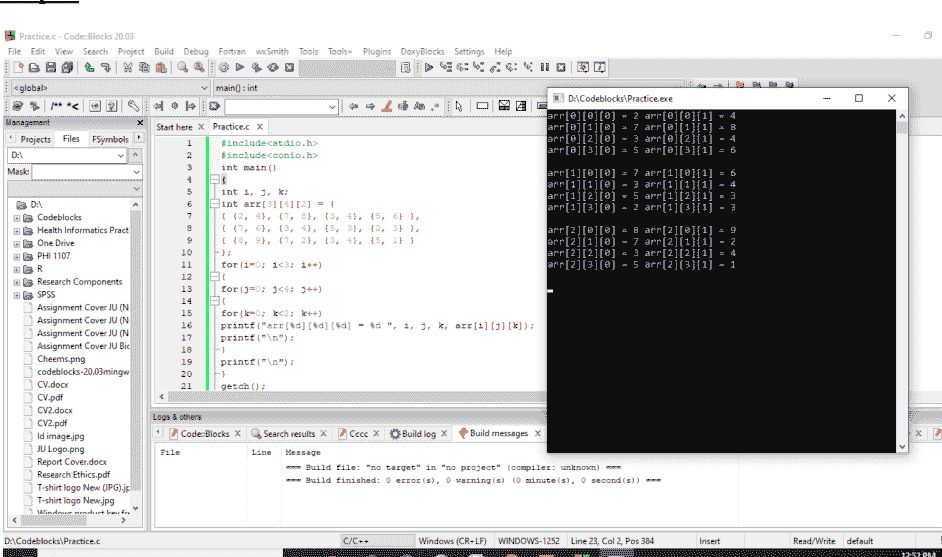 Practice.c - Code::Blocks 20.03
File Edit View Search Project Build Debug Fortran wxSmith Tools Tools+ Plugins DoxyBlocks Settings Help
<global>
main() : int
Management
Projects Files FSymbols
D:\
Mask:
D:\
Codeblocks
Health Informatics Pract
One Drive
PHI 1107
R
Research Components
SPSS
Assignment Cover JU (N
Assignment Cover JU (N
Assignment Cover JU (N
Assignment Cover JU Bic
Cheems.png
codeblocks-20.03mingw
CV.docx
CV.pdf
CV2.docx
CV2.pdf
Id image.jpg
JU Logo.png
Report Cover.docx
Research Ethics.pdf
T-shirt logo New (JPG).jp
T-shirt logo New.jpg
Windows product key fr
Start here Practice.c
1 #include<stdio.h>
2 #include<conio.h>
3 int main()
4 {
5 int i, j, k;
6 int arr[3][4][2] = {
7 { {2, 4}, {7, 8}, {3, 4}, {5, 6} },
8 { {7, 6}, {3, 4}, {5, 3}, {2, 3} },
9 { {8, 9}, {7, 2}, {3, 4}, {5, 1} }
10 };
11 for(i=0; i<3; i++)
12 {
13 for(j=0; j<4; j++)
14 {
15 for(k=0; k<2; k++)
16 printf("arr[%d][%d][%d] = %d ", i, j, k, arr[i][j][k]);
17 printf("\n");
18 }
19 printf("\n");
20 }
21 getch();
D:\Codeblocks\Practice.exe
arr[0][0][0] = 2 arr[0][0][1] = 4
arr[0][1][0] = 7 arr[0][1][1] = 8
arr[0][2][0] = 3 arr[0][2][1] = 4
arr[0][3][0] = 5 arr[0][3][1] = 6
arr[1][0][0] = 7 arr[1][0][1] = 6
arr[1][1][0] = 3 arr[1][1][1] = 4
arr[1][2][0] = 5 arr[1][2][1] = 3
arr[1][3][0] = 2 arr[1][3][1] = 3
arr[2][0][0] = 8 arr[2][0][1] = 9
arr[2][1][0] = 7 arr[2][1][1] = 2
arr[2][2][0] = 3 arr[2][2][1] = 4
arr[2][3][0] = 5 arr[2][3][1] = 1
Logs & others
Code::Blocks Search results Cccc Build log Build messages
File Line Message
=== Build file: "no target" in "no project" (compiler: unknown) ===
=== Build finished: 0 error(s), 0 warning(s) (0 minute(s), 0 second(s)) ===
D:\Codeblocks\Practice.c C/C++ Windows (CR+LF) WINDOWS-1252 Line 23, Col 2, Pos 384 Insert Read/Write default
12:52 PM